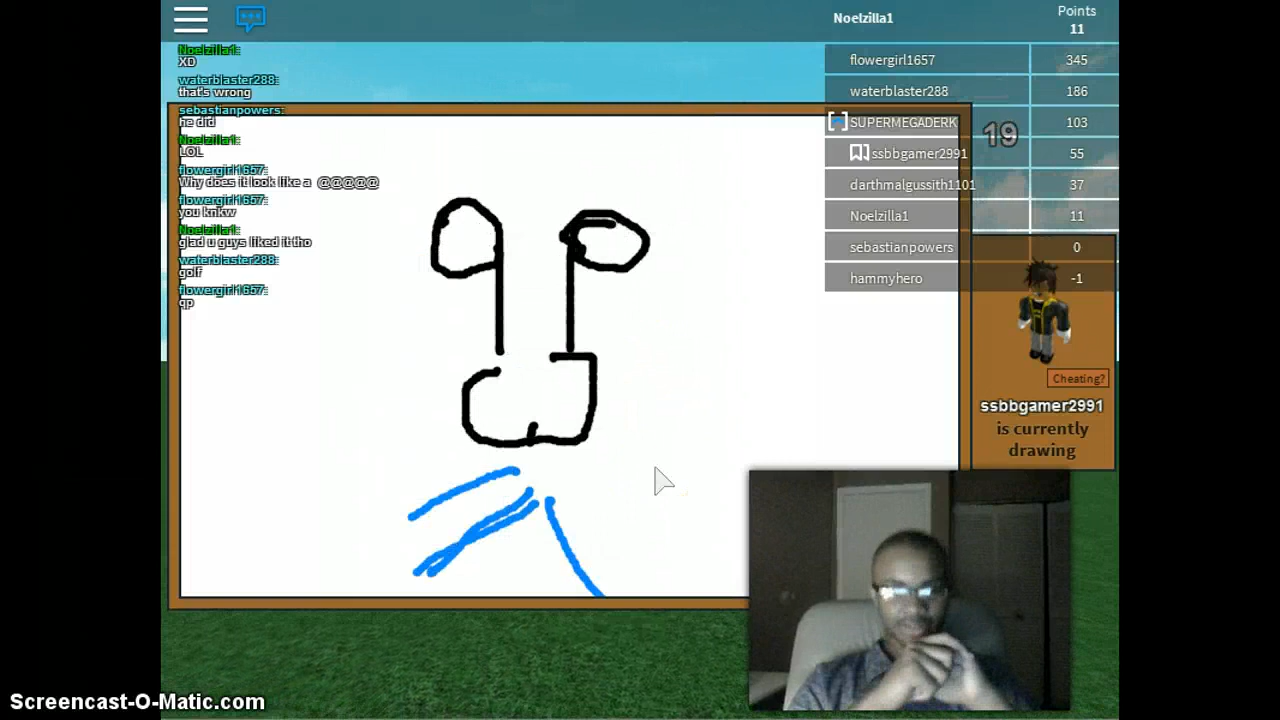 Noelzilla1
Points
11
Noelzilla1:
XD
waterblaster288:
that's wrong
sebastianpowers:
he did
Noelzilla1:
LOL
flowergirl1657:
Why does it look like a @@@@@
flowergirl1657:
you knkw
Noelzilla1:
glad u guys liked it tho
waterblaster288:
golf
flowergirl1657:
qp
flowergirl1657 345
waterblaster288 186
SUPERMEGADERK 103
ssbbgamer2991 55
darthmalgussith1101 37
Noelzilla1 11
sebastianpowers 0
hammyhero -1
19
Cheating?
ssbbgamer2991
is currently
drawing
Screencast-O-Matic.com